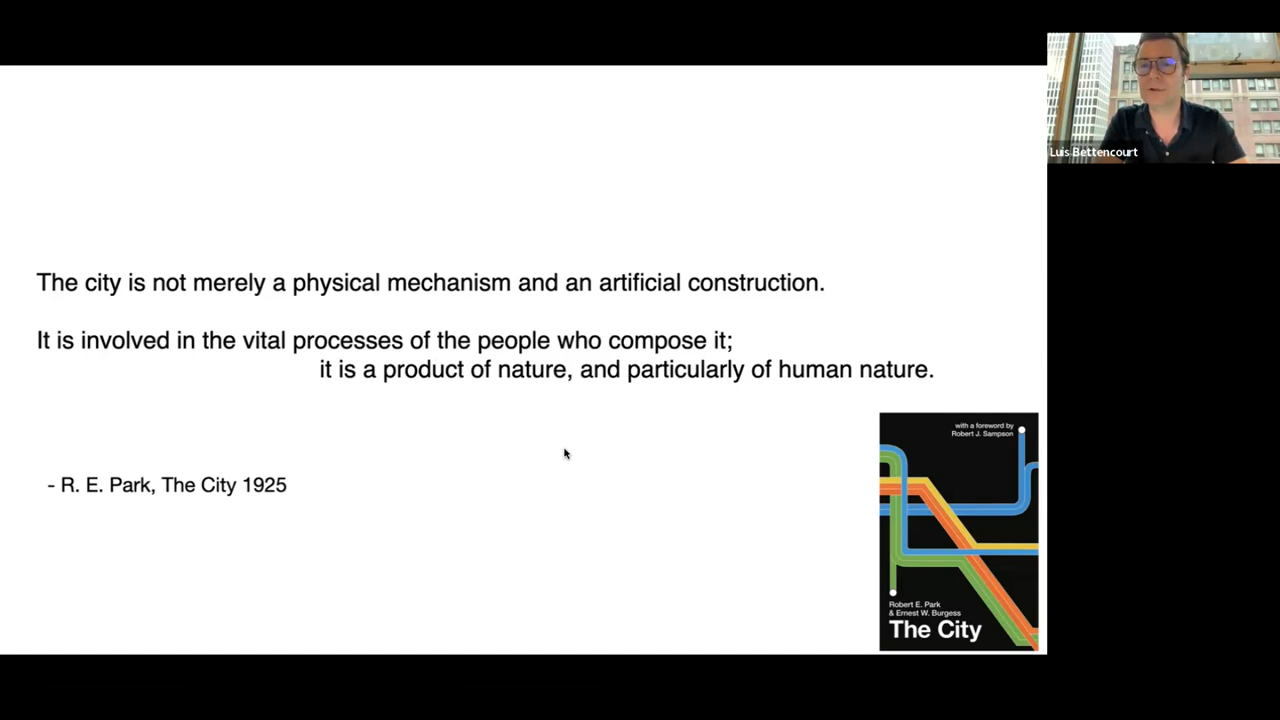 The city is not merely a physical mechanism and an artificial construction.
It is involved in the vital processes of the people who compose it;
it is a product of nature, and particularly of human nature.
- R. E. Park, The City 1925
with a foreword by
Robert J. Sampson
Robert E. Park
& Ernest W. Burgess
The City
Luis Bettencourt